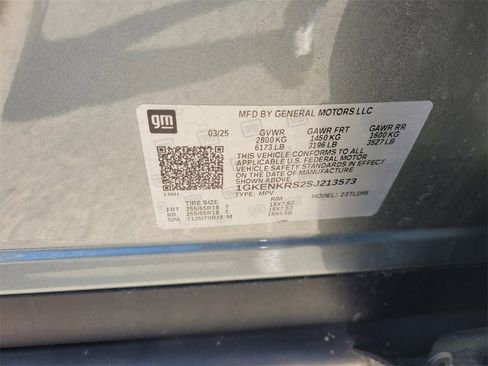 gm
MFD BY GENERAL MOTORS LLC
03/25 GVWR GAWR FRT GAWR RR
2800 KG 1450 KG 1600 KG
6173 LB 3196 LB 3527 LB
THIS VEHICLE CONFORMS TO ALL
APPLICABLE U.S. FEDERAL MOTOR
VEHICLE SAFETY STANDARDS IN
EFFECT ON THE DATE OF
MANUFACTURE SHOWN ABOVE.
1GKENKRS2SJ213573
TYPE: MPV MODEL:
TIRE SIZE RIM
FRT 255/65R18 T 18X7.5J
RR 255/65R18 T 18X7.5J
SPA T135/70R18 M 18X4.5B